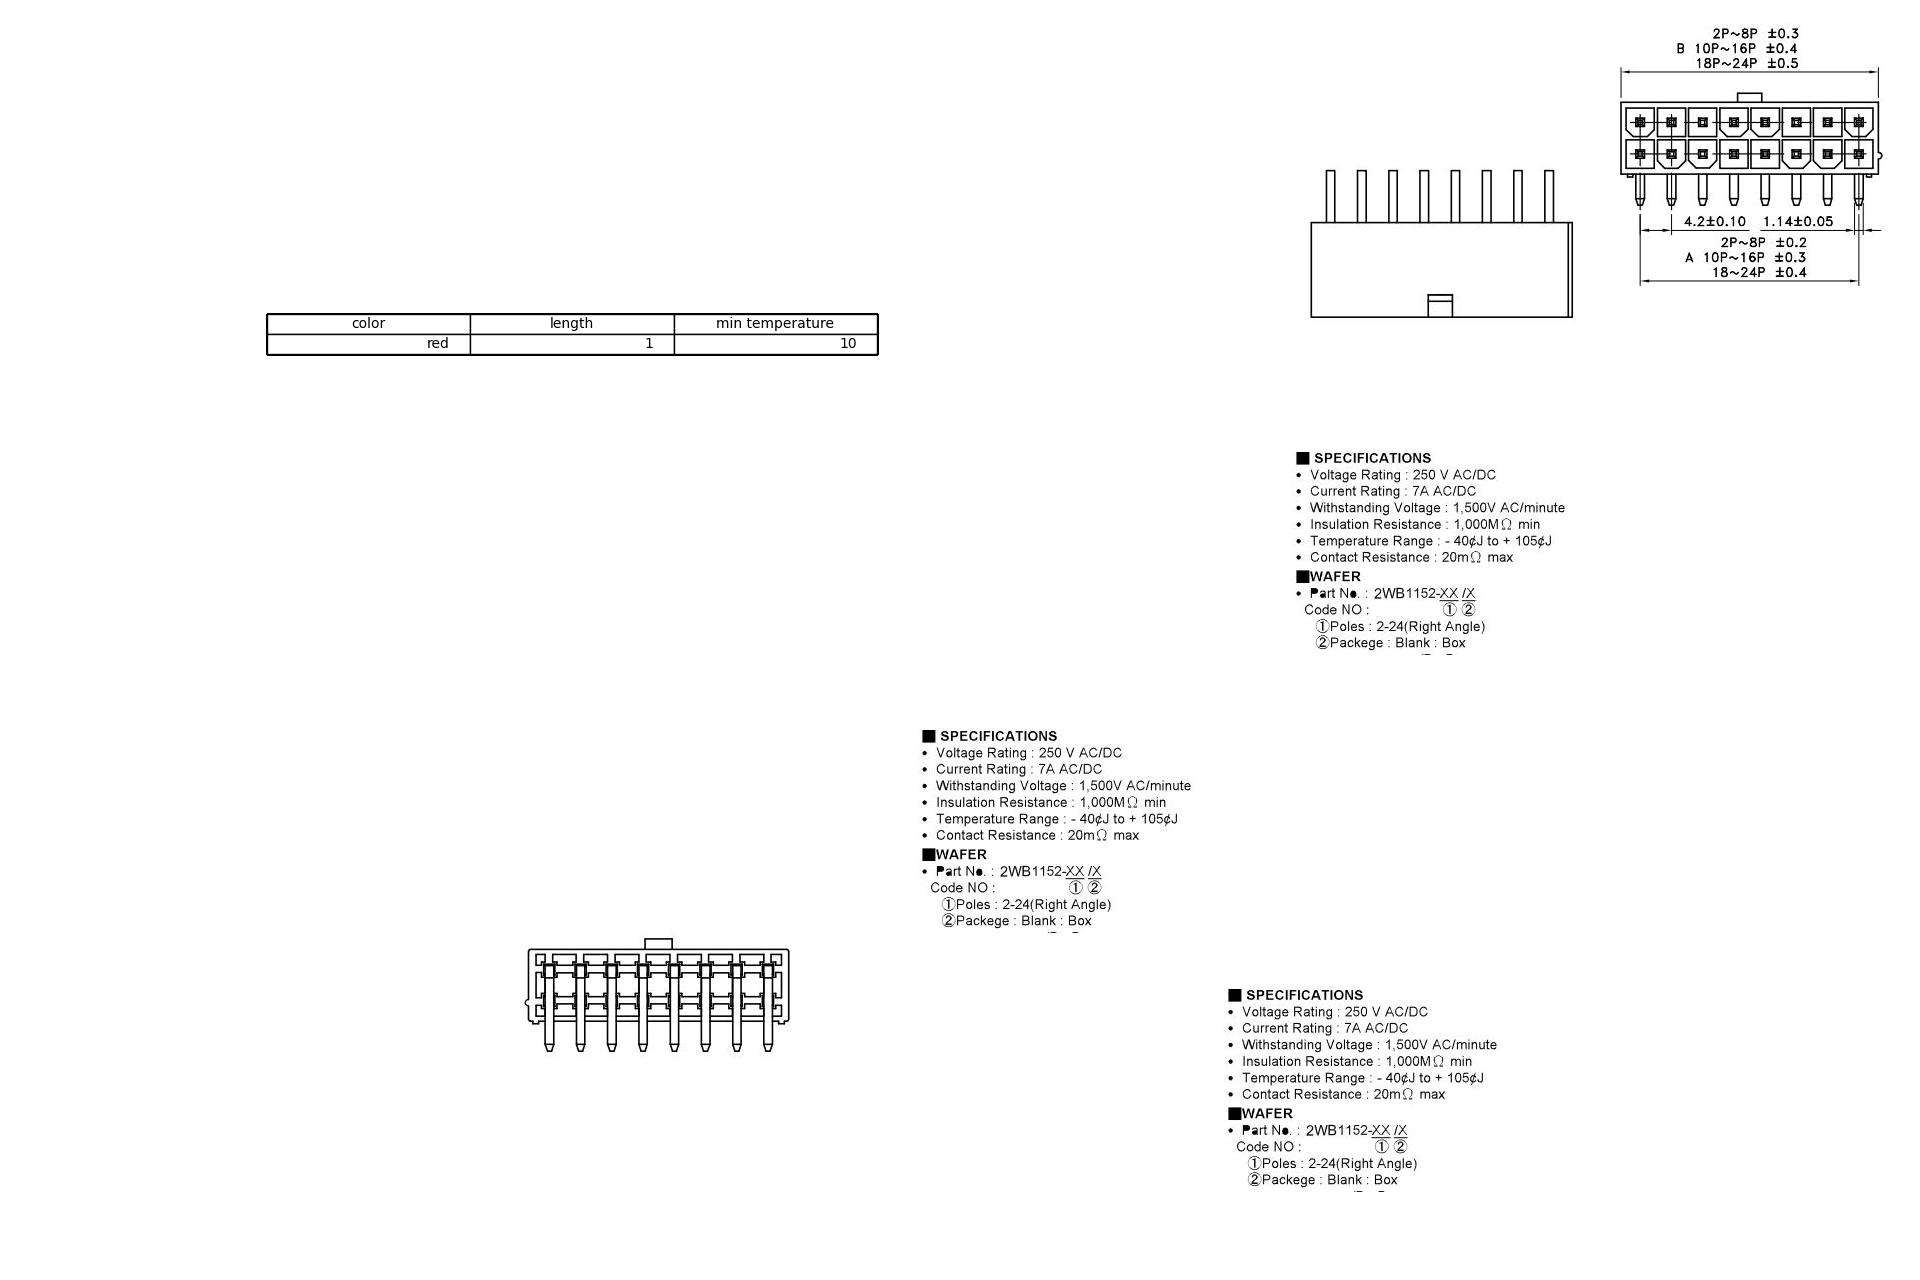 2P~8P ±0.3
B 10P~16P ±0.4
18P~24P ±0.5
4.2±0.10 1.14±0.05
2P~8P ±0.2
A 10P~16P ±0.3
18~24P ±0.4
color length min temperature
red 1 10
■ SPECIFICATIONS
• Voltage Rating : 250 V AC/DC
• Current Rating : 7A AC/DC
• Withstanding Voltage : 1,500V AC/minute
• Insulation Resistance : 1,000MΩ min
• Temperature Range : - 40¢J to + 105¢J
• Contact Resistance : 20mΩ max
■WAFER
• Part No. : 2WB1152-XX /X
Code NO : ① ②
①Poles : 2-24(Right Angle)
②Packege : Blank : Box
■ SPECIFICATIONS
• Voltage Rating : 250 V AC/DC
• Current Rating : 7A AC/DC
• Withstanding Voltage : 1,500V AC/minute
• Insulation Resistance : 1,000MΩ min
• Temperature Range : - 40¢J to + 105¢J
• Contact Resistance : 20mΩ max
■WAFER
• Part No. : 2WB1152-XX /X
Code NO : ① ②
①Poles : 2-24(Right Angle)
②Packege : Blank : Box
■ SPECIFICATIONS
• Voltage Rating : 250 V AC/DC
• Current Rating : 7A AC/DC
• Withstanding Voltage : 1,500V AC/minute
• Insulation Resistance : 1,000MΩ min
• Temperature Range : - 40¢J to + 105¢J
• Contact Resistance : 20mΩ max
■WAFER
• Part No. : 2WB1152-XX /X
Code NO : ① ②
①Poles : 2-24(Right Angle)
②Packege : Blank : Box